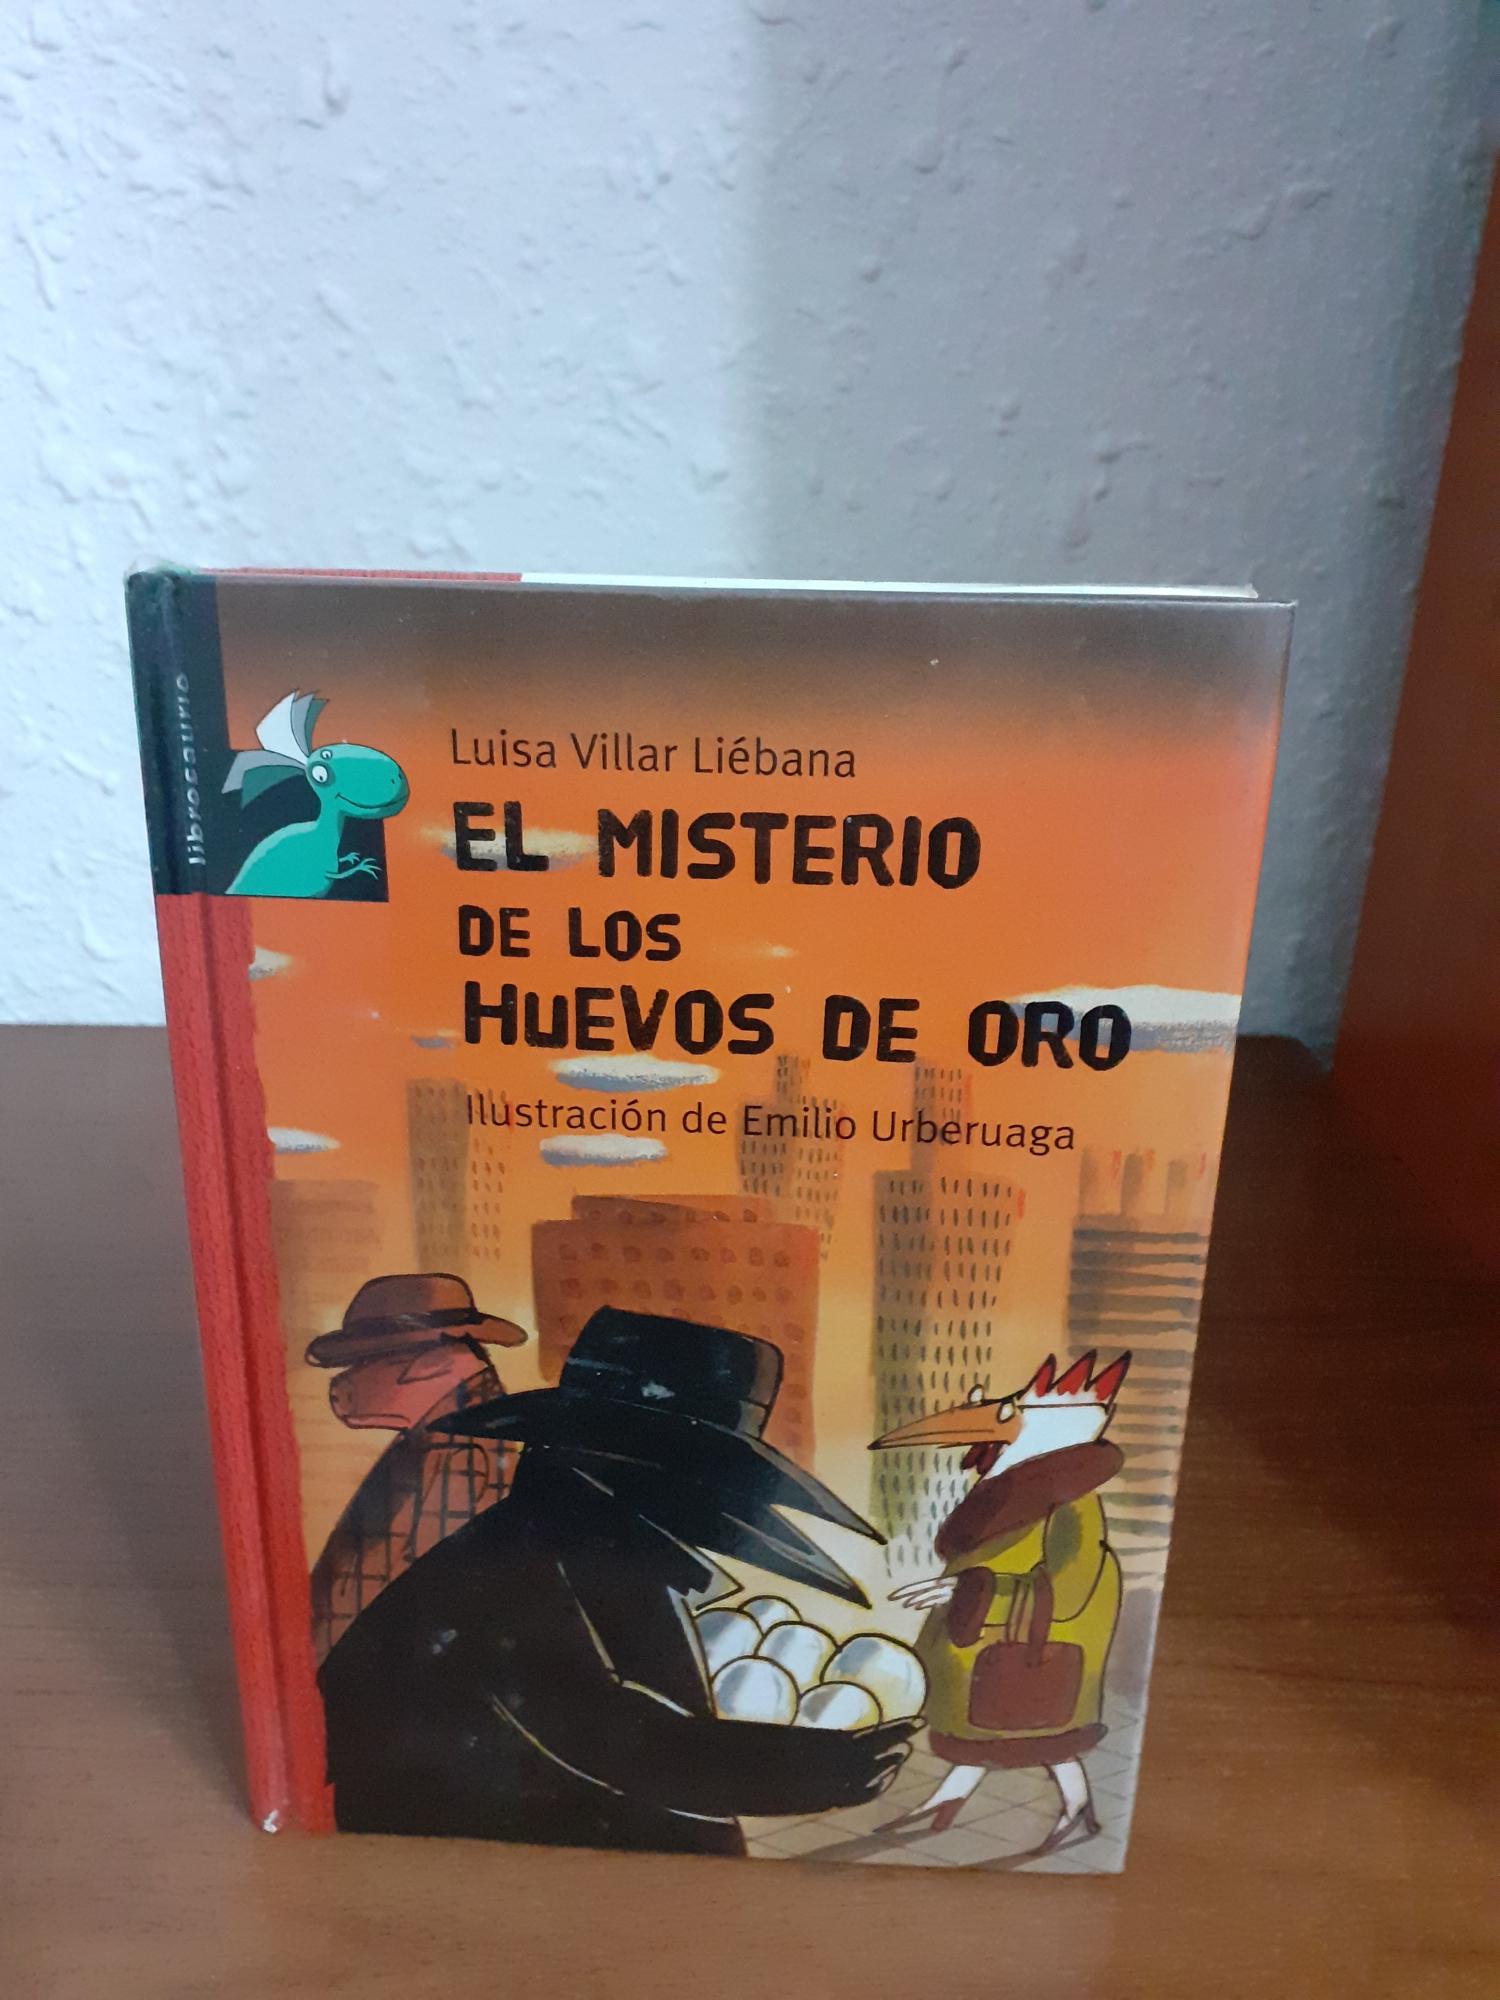 librosaurio
Luisa Villar Liébana
EL MISTERIO
DE LOS
HuEVOS DE ORO
Ilustración de Emilio Urberuaga